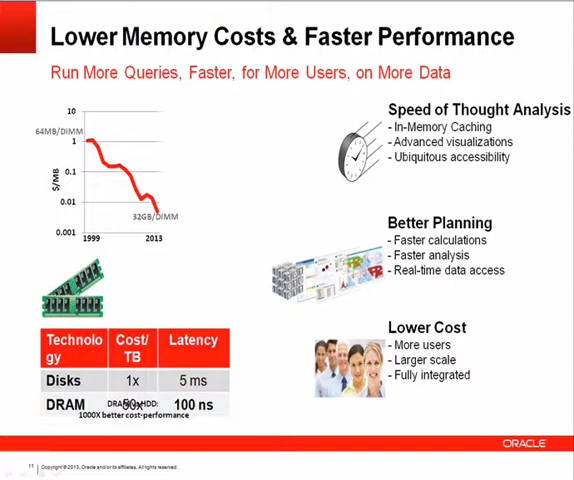 Lower Memory Costs & Faster Performance
Run More Queries, Faster, for More Users, on More Data
$/MB
10
1
0.1
0.01
0.001
64MB/DIMM
32GB/DIMM
1999
2013
Technolo
gy
Cost/
TB
Latency
Disks
1x
5 ms
DRAM
100 ns
1000X better cost-performance
Speed of Thought Analysis
- In-Memory Caching
- Advanced visualizations
- Ubiquitous accessibility
Better Planning
- Faster calculations
- Faster analysis
- Real-time data access
Lower Cost
- More users
- Larger scale
- Fully integrated
ORACLE
11
Copyright © 2013, Oracle and/or its affiliates. All rights reserved.